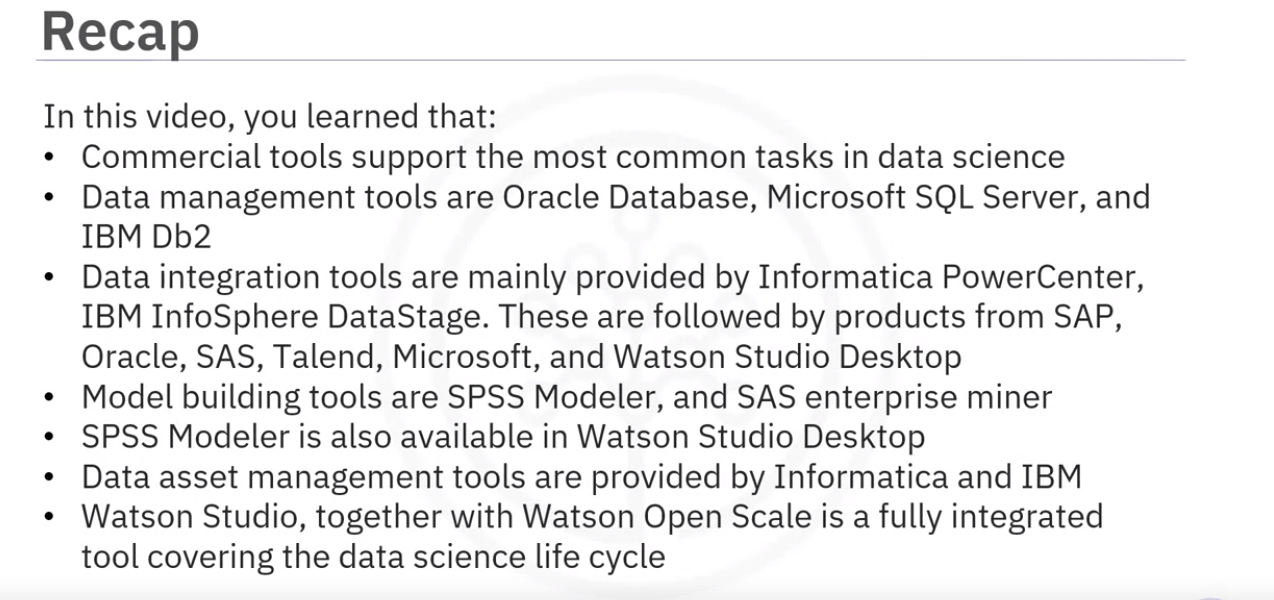 Recap
In this video, you learned that:
• Commercial tools support the most common tasks in data science
• Data management tools are Oracle Database, Microsoft SQL Server, and
IBM Db2
• Data integration tools are mainly provided by Informatica PowerCenter,
IBM InfoSphere DataStage. These are followed by products from SAP,
Oracle, SAS, Talend, Microsoft, and Watson Studio Desktop
• Model building tools are SPSS Modeler, and SAS enterprise miner
• SPSS Modeler is also available in Watson Studio Desktop
• Data asset management tools are provided by Informatica and IBM
• Watson Studio, together with Watson Open Scale is a fully integrated
tool covering the data science life cycle